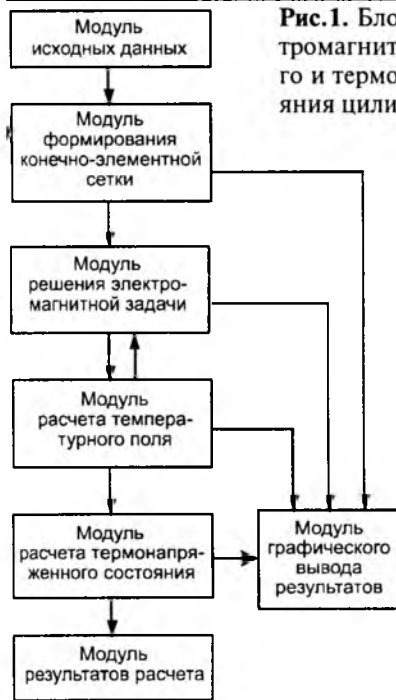 Рис.1. Бло
тромагнит
го и термо
яния цили
Модуль
исходных данных
Модуль
формирования
конечно-элементной
сетки
Модуль
решения электро-
магнитной задачи
Модуль
расчета темпера-
турного поля
Модуль
расчета термонапря-
женного состояния
Модуль
графического
вывода
результатов
Модуль
результатов расчета